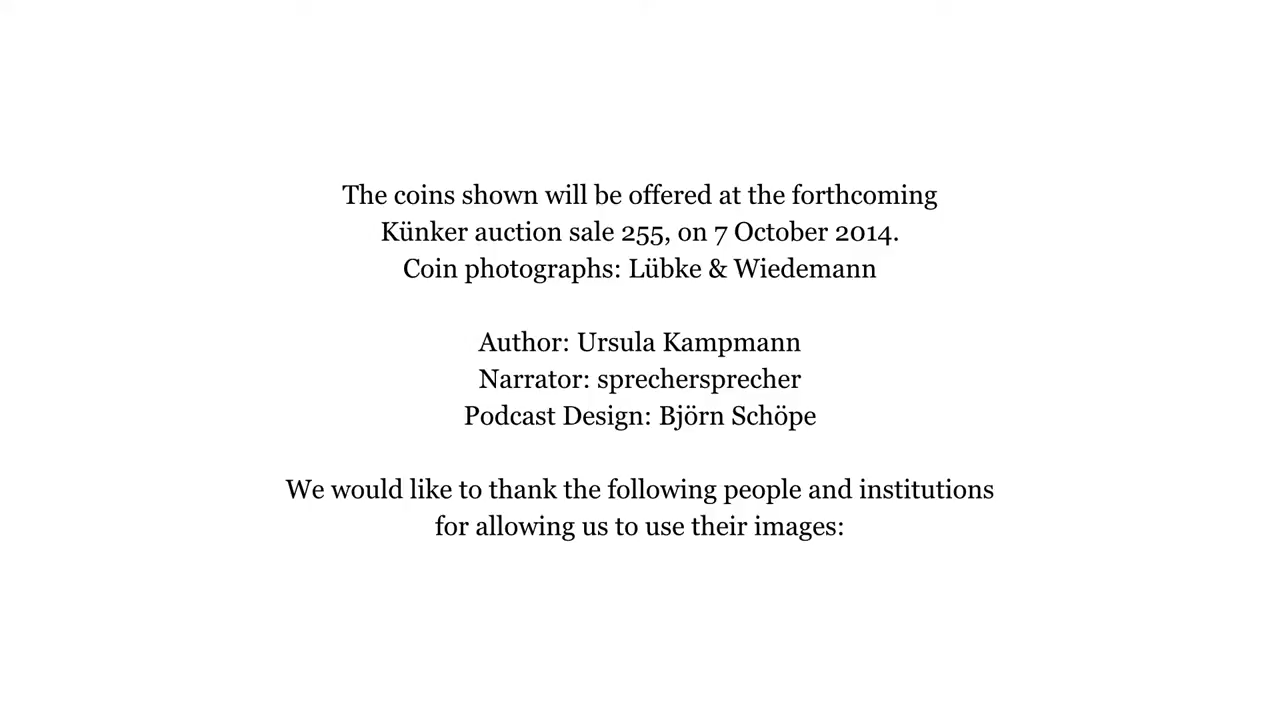 The coins shown will be offered at the forthcoming
Künker auction sale 255, on 7 October 2014.
Coin photographs: Lübke & Wiedemann
Author: Ursula Kampmann
Narrator: sprechersprecher
Podcast Design: Björn Schöpe
We would like to thank the following people and institutions
for allowing us to use their images: